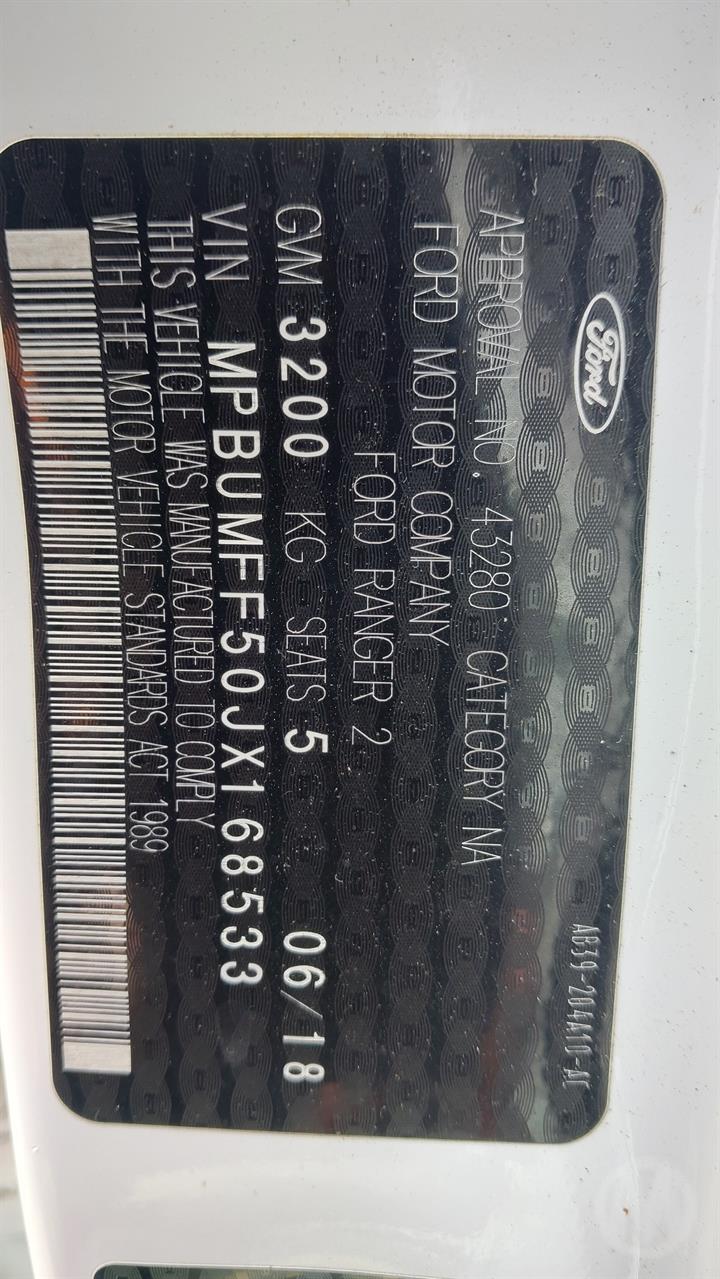 Ford
AB39-204A10-AC
APPROVAL NO. 43280 CATEGORY NA
FORD MOTOR COMPANY
FORD RANGER 2
GVM 3200 KG SEATS 5 06/18
VIN MPBUMFF50JX168533
THIS VEHICLE WAS MANUFACTURED TO COMPLY
WITH THE MOTOR VEHICLE STANDARDS ACT 1989